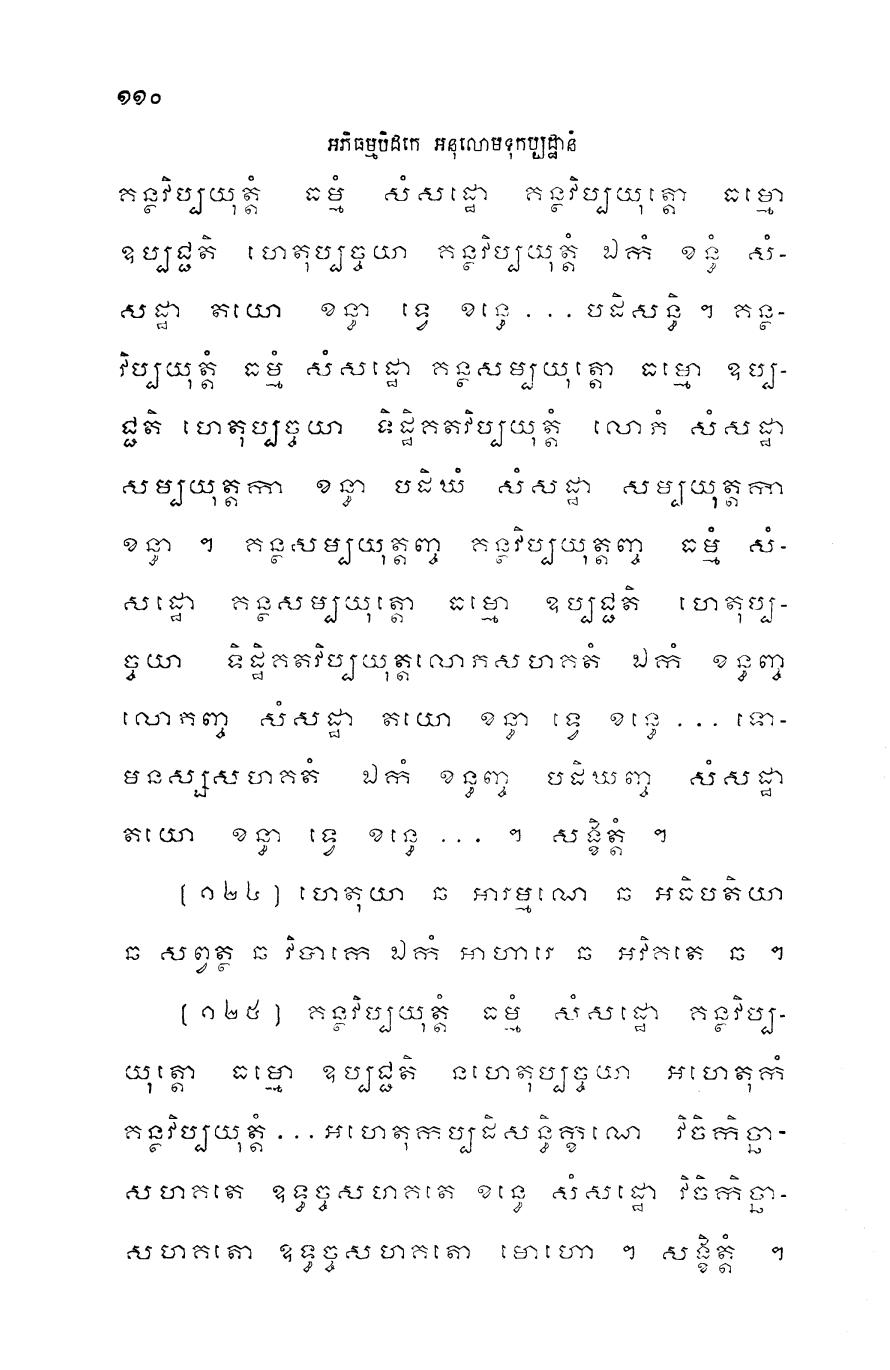 ១១០
អភិធម្មបិដកេ អនុលោមទុកប្បដ្ឋានំ
គន្ថវិប្បយុត្តំ ធម្មំ សំសដ្ឋោ គន្ថវិប្បយុត្តោ ធម្មោ
ឧប្បជ្ជតិ ហេតុប្បច្ចយា គន្ថវិប្បយុត្តំ ឯកំ ខន្ធំ សំ-
សដ្ឋា តយោ ខន្ធា ទ្វេ ខន្ធេ ... បដិសន្ធិ ។ គន្ថ-
វិប្បយុត្តំ ធម្មំ សំសដ្ឋោ គន្ថសម្បយុត្តោ ធម្មោ ឧប្ប-
ជ្ជតិ ហេតុប្បច្ចយា ទិដ្ឋិគតវិប្បយុត្តំ លោភំ សំសដ្ឋា
សម្បយុត្តកា ខន្ធា បដិឃំ សំសដ្ឋា សម្បយុត្តកា
ខន្ធា ។ គន្ថសម្បយុត្តញ្ច គន្ថវិប្បយុត្តញ្ច ធម្មំ សំ-
សដ្ឋោ គន្ថសម្បយុត្តោ ធម្មោ ឧប្បជ្ជតិ ហេតុប្ប-
ច្ចយា ទិដ្ឋិគតវិប្បយុត្តលោភសហគតំ ឯកំ ខន្ធញ្ច
លោភញ្ច សំសដ្ឋា តយោ ខន្ធា ទ្វេ ខន្ធេ ... ទោ-
មនស្សសហគតំ ឯកំ ខន្ធញ្ច បដិឃញ្ច សំសដ្ឋា
តយោ ខន្ធា ទ្វេ ខន្ធេ ... ។ សង្ខិត្តំ ។
[១២៤] ហេតុយា ឆ អារម្មណេ ឆ អធិបតិយា
ឆ សព្វត្ថ ឆ វិបាកេ ឯកំ អាហារេ ឆ អវិគតេ ឆ ។
[១២៥] គន្ថវិប្បយុត្តំ ធម្មំ សំសដ្ឋោ គន្ថវិប្ប-
យុត្តោ ធម្មោ ឧប្បជ្ជតិ នហេតុប្បច្ចយា អហេតុកំ
គន្ថវិប្បយុត្តំ ... អហេតុកប្បដិសន្ធិក្ខណេ វិចិកិច្ឆា-
សហគតេ ឧទ្ធច្ចសហគតេ ខន្ធេ សំសដ្ឋោ វិចិកិច្ឆា-
សហគតោ ឧទ្ធច្ចសហគតោ មោហោ ។ សង្ខិត្តំ ។